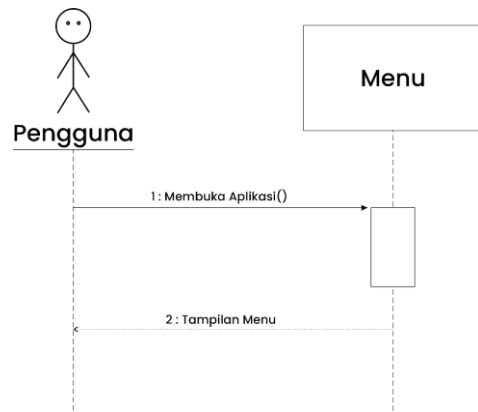 Pengguna
Menu
1 : Membuka Aplikasi()
2 : Tampilan Menu